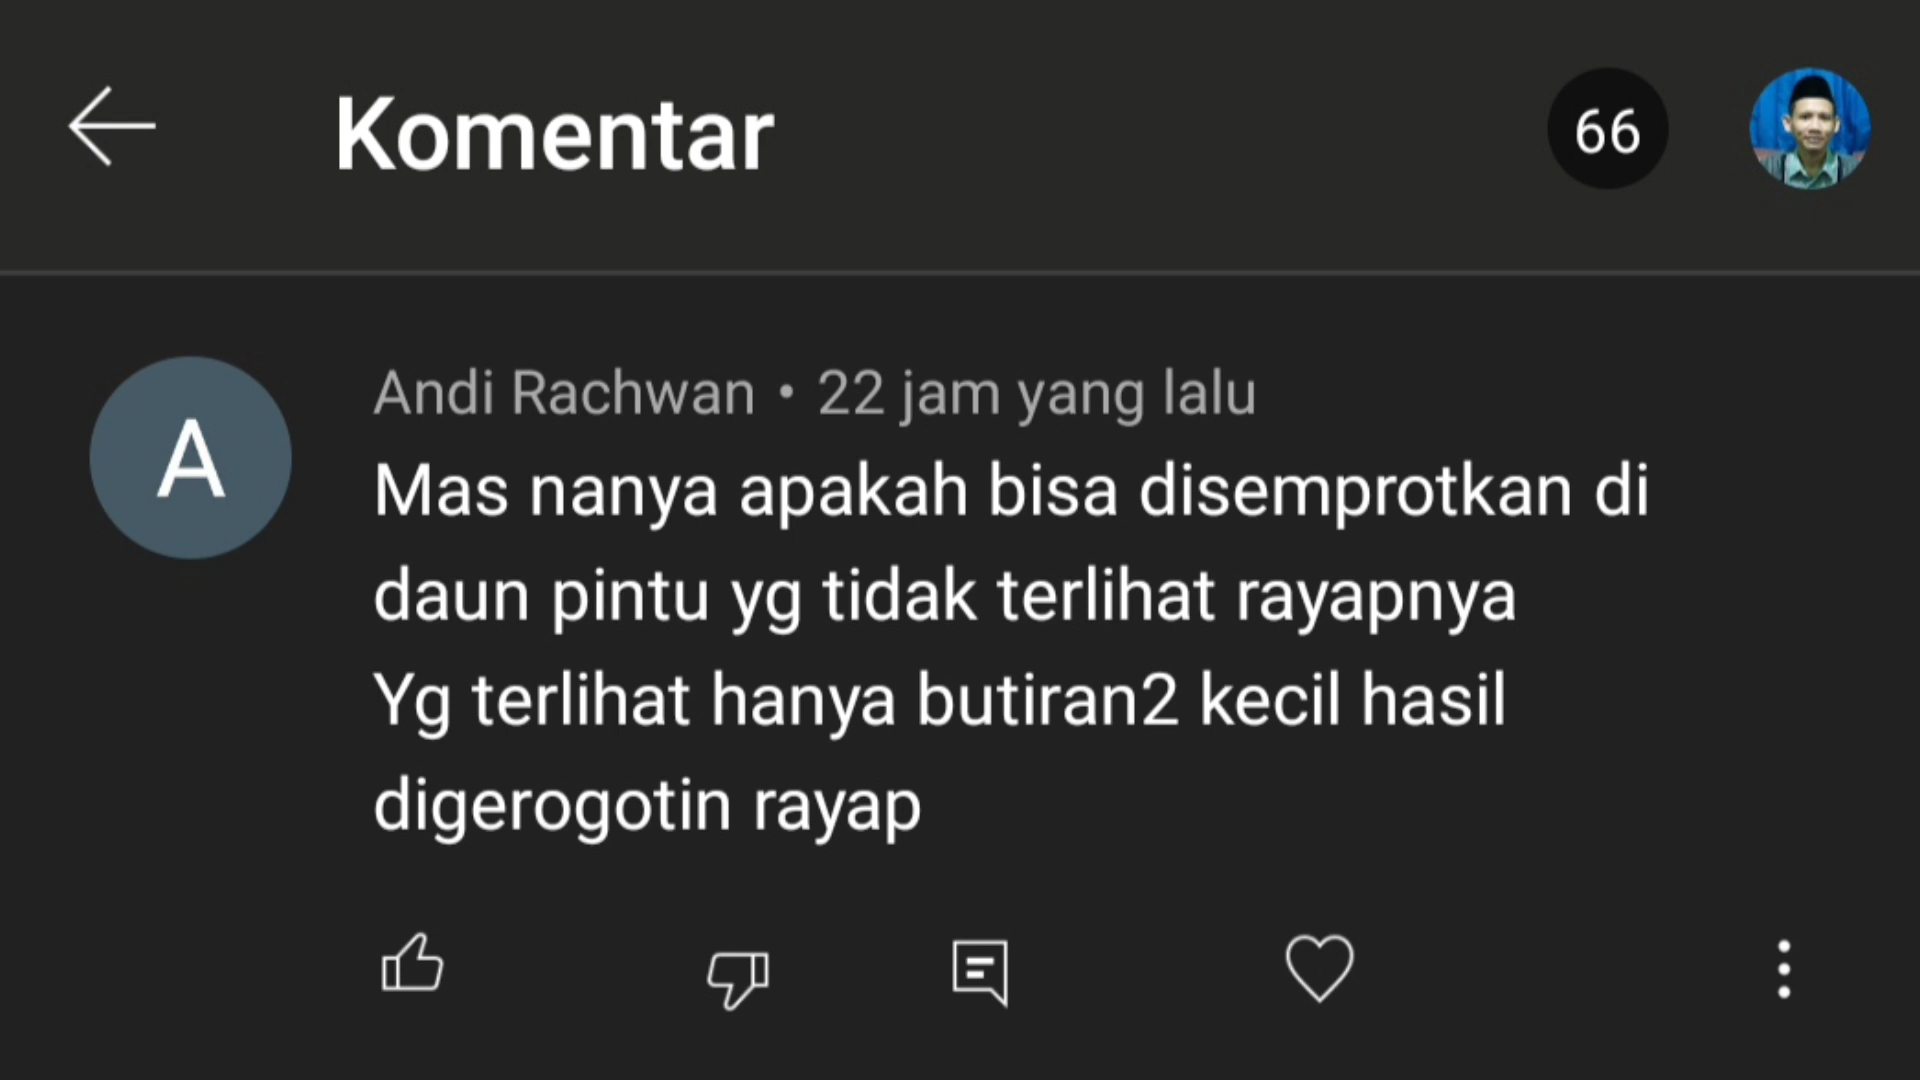 Komentar
66
A
Andi Rachwan • 22 jam yang lalu
Mas nanya apakah bisa disemprotkan di
daun pintu yg tidak terlihat rayapnya
Yg terlihat hanya butiran2 kecil hasil
digerogotin rayap